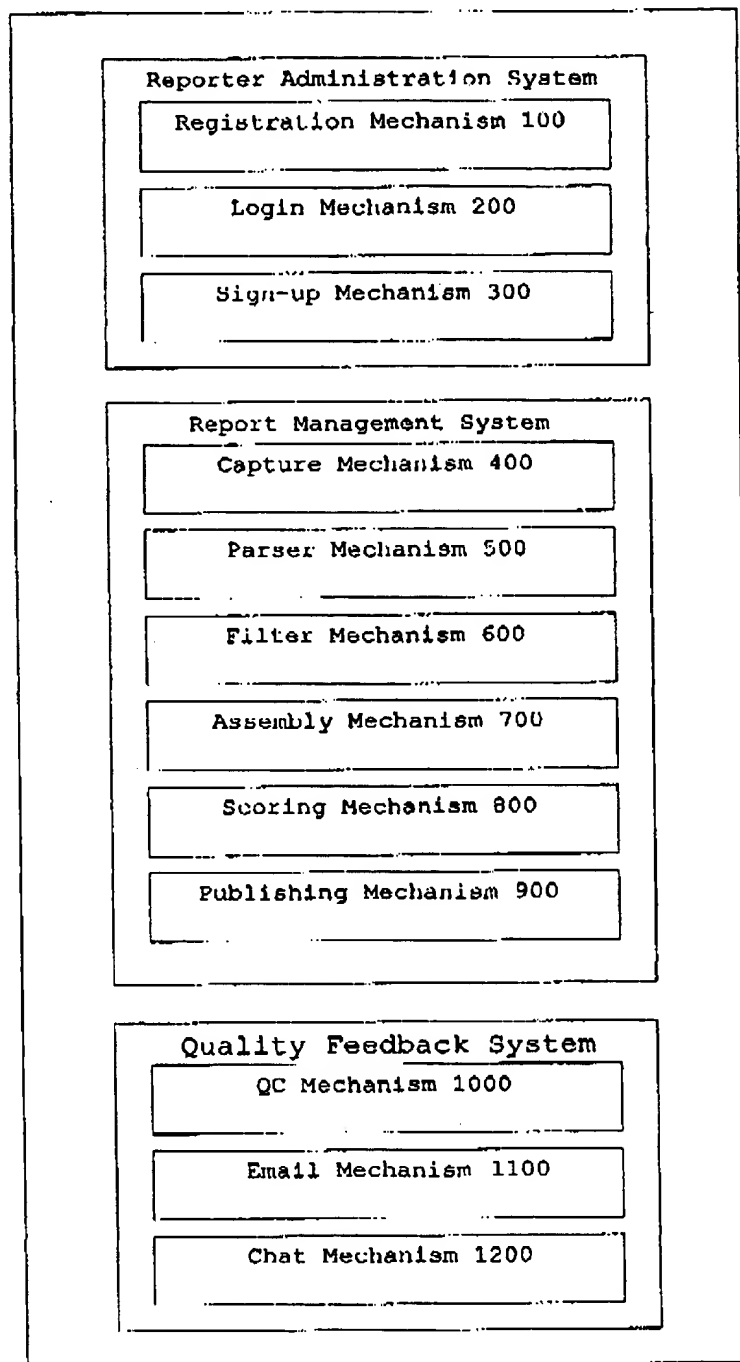 Reporter Administration System
Registration Mechanism 100
Login Mechanism 200
Sign-up Mechanism 300
Report Management System
Capture Mechanism 400
Parser Mechanism 500
Filter Mechanism 600
Assembly Mechanism 700
Scoring Mechanism 800
Publishing Mechanism 900
Quality Feedback System
QC Mechanism 1000
Email Mechanism 1100
Chat Mechanism 1200